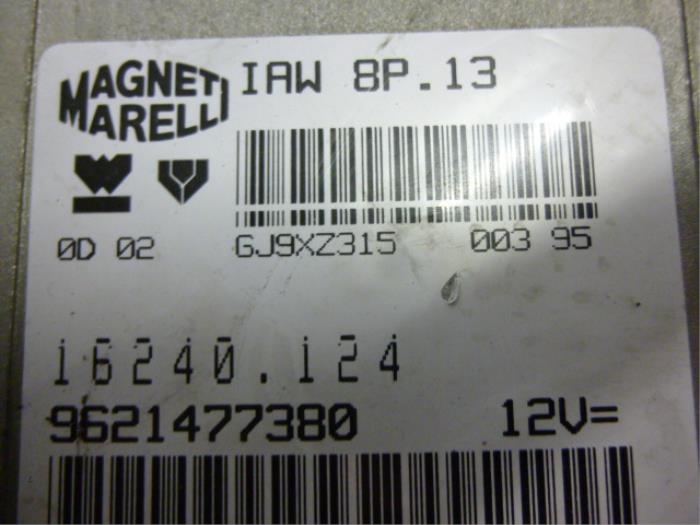 MAGNETI
MARELLI
IAW 8P.13
0D 02
GJ9XZ315 003 95
16240.124
9621477380 12V=